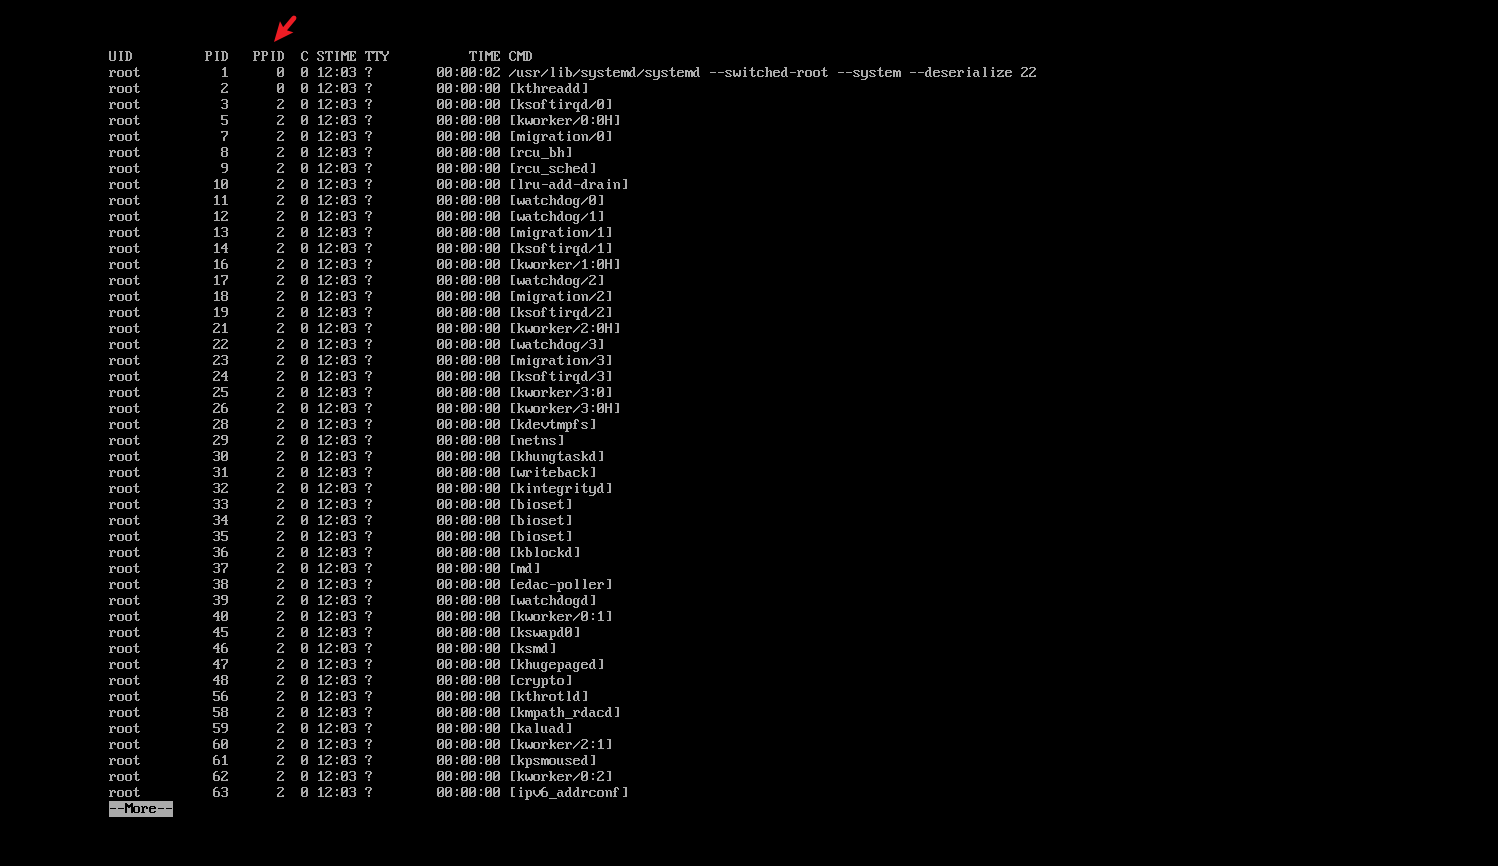 UID         PID   PPID  C STIME TTY          TIME CMD
root          1      0  0 12:03 ?        00:00:02 /usr/lib/systemd/systemd --switched-root --system --deserialize 22
root          2      0  0 12:03 ?        00:00:00 [kthreadd]
root          3      2  0 12:03 ?        00:00:00 [ksoftirqd/0]
root          5      2  0 12:03 ?        00:00:00 [kworker/0:0H]
root          7      2  0 12:03 ?        00:00:00 [migration/0]
root          8      2  0 12:03 ?        00:00:00 [rcu_bh]
root          9      2  0 12:03 ?        00:00:00 [rcu_sched]
root         10      2  0 12:03 ?        00:00:00 [lru-add-drain]
root         11      2  0 12:03 ?        00:00:00 [watchdog/0]
root         12      2  0 12:03 ?        00:00:00 [watchdog/1]
root         13      2  0 12:03 ?        00:00:00 [migration/1]
root         14      2  0 12:03 ?        00:00:00 [ksoftirqd/1]
root         16      2  0 12:03 ?        00:00:00 [kworker/1:0H]
root         17      2  0 12:03 ?        00:00:00 [watchdog/2]
root         18      2  0 12:03 ?        00:00:00 [migration/2]
root         19      2  0 12:03 ?        00:00:00 [ksoftirqd/2]
root         21      2  0 12:03 ?        00:00:00 [kworker/2:0H]
root         22      2  0 12:03 ?        00:00:00 [watchdog/3]
root         23      2  0 12:03 ?        00:00:00 [migration/3]
root         24      2  0 12:03 ?        00:00:00 [ksoftirqd/3]
root         25      2  0 12:03 ?        00:00:00 [kworker/3:0]
root         26      2  0 12:03 ?        00:00:00 [kworker/3:0H]
root         28      2  0 12:03 ?        00:00:00 [kdevtmpfs]
root         29      2  0 12:03 ?        00:00:00 [netns]
root         30      2  0 12:03 ?        00:00:00 [khungtaskd]
root         31      2  0 12:03 ?        00:00:00 [writeback]
root         32      2  0 12:03 ?        00:00:00 [kintegrityd]
root         33      2  0 12:03 ?        00:00:00 [bioset]
root         34      2  0 12:03 ?        00:00:00 [bioset]
root         35      2  0 12:03 ?        00:00:00 [bioset]
root         36      2  0 12:03 ?        00:00:00 [kblockd]
root         37      2  0 12:03 ?        00:00:00 [md]
root         38      2  0 12:03 ?        00:00:00 [edac-poller]
root         39      2  0 12:03 ?        00:00:00 [watchdogd]
root         40      2  0 12:03 ?        00:00:00 [kworker/0:1]
root         45      2  0 12:03 ?        00:00:00 [kswapd0]
root         46      2  0 12:03 ?        00:00:00 [ksmd]
root         47      2  0 12:03 ?        00:00:00 [khugepaged]
root         48      2  0 12:03 ?        00:00:00 [crypto]
root         56      2  0 12:03 ?        00:00:00 [kthrotld]
root         58      2  0 12:03 ?        00:00:00 [kmpath_rdacd]
root         59      2  0 12:03 ?        00:00:00 [kaluad]
root         60      2  0 12:03 ?        00:00:00 [kworker/2:1]
root         61      2  0 12:03 ?        00:00:00 [kpsmoused]
root         62      2  0 12:03 ?        00:00:00 [kworker/0:2]
root         63      2  0 12:03 ?        00:00:00 [ipv6_addrconf]
--More--